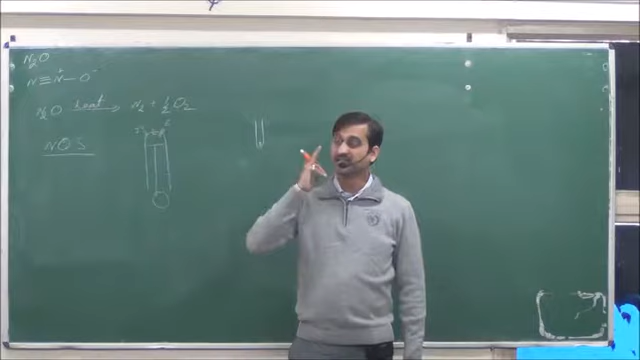 N₂O
N≡N⁺—O⁻
N₂O heat→ N₂ + ½O₂
NOS